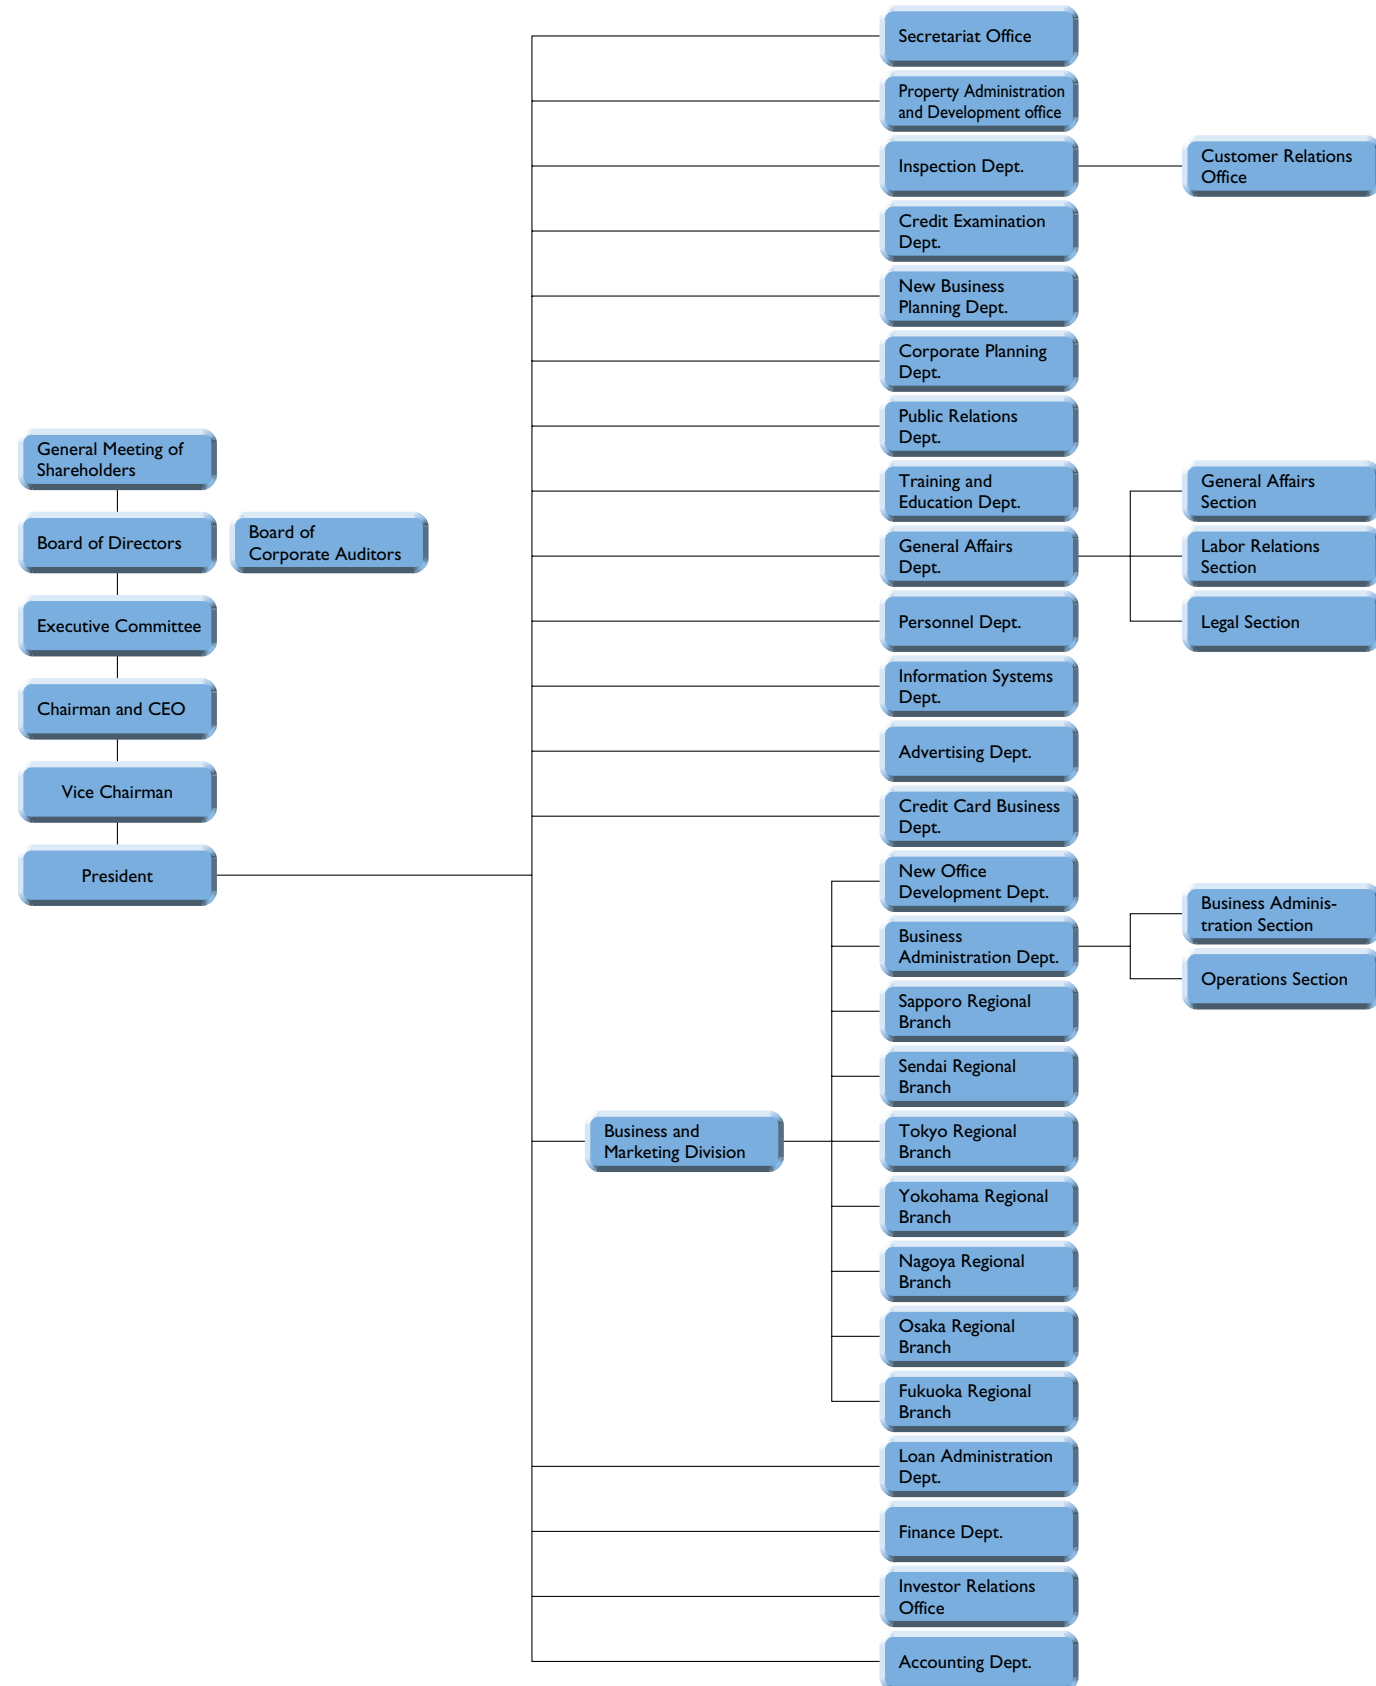 General Meeting of
Shareholders
Board of Directors
Board of
Corporate Auditors
Executive Committee
Chairman and CEO
Vice Chairman
President
Secretariat Office
Property Administration
and Development office
Inspection Dept.
Customer Relations
Office
Credit Examination
Dept.
New Business
Planning Dept.
Corporate Planning
Dept.
Public Relations
Dept.
Training and
Education Dept.
General Affairs
Dept.
General Affairs
Section
Labor Relations
Section
Legal Section
Personnel Dept.
Information Systems
Dept.
Advertising Dept.
Credit Card Business
Dept.
Business and
Marketing Division
New Office
Development Dept.
Business
Administration Dept.
Business Adminis-
tration Section
Operations Section
Sapporo Regional
Branch
Sendai Regional
Branch
Tokyo Regional
Branch
Yokohama Regional
Branch
Nagoya Regional
Branch
Osaka Regional
Branch
Fukuoka Regional
Branch
Loan Administration
Dept.
Finance Dept.
Investor Relations
Office
Accounting Dept.